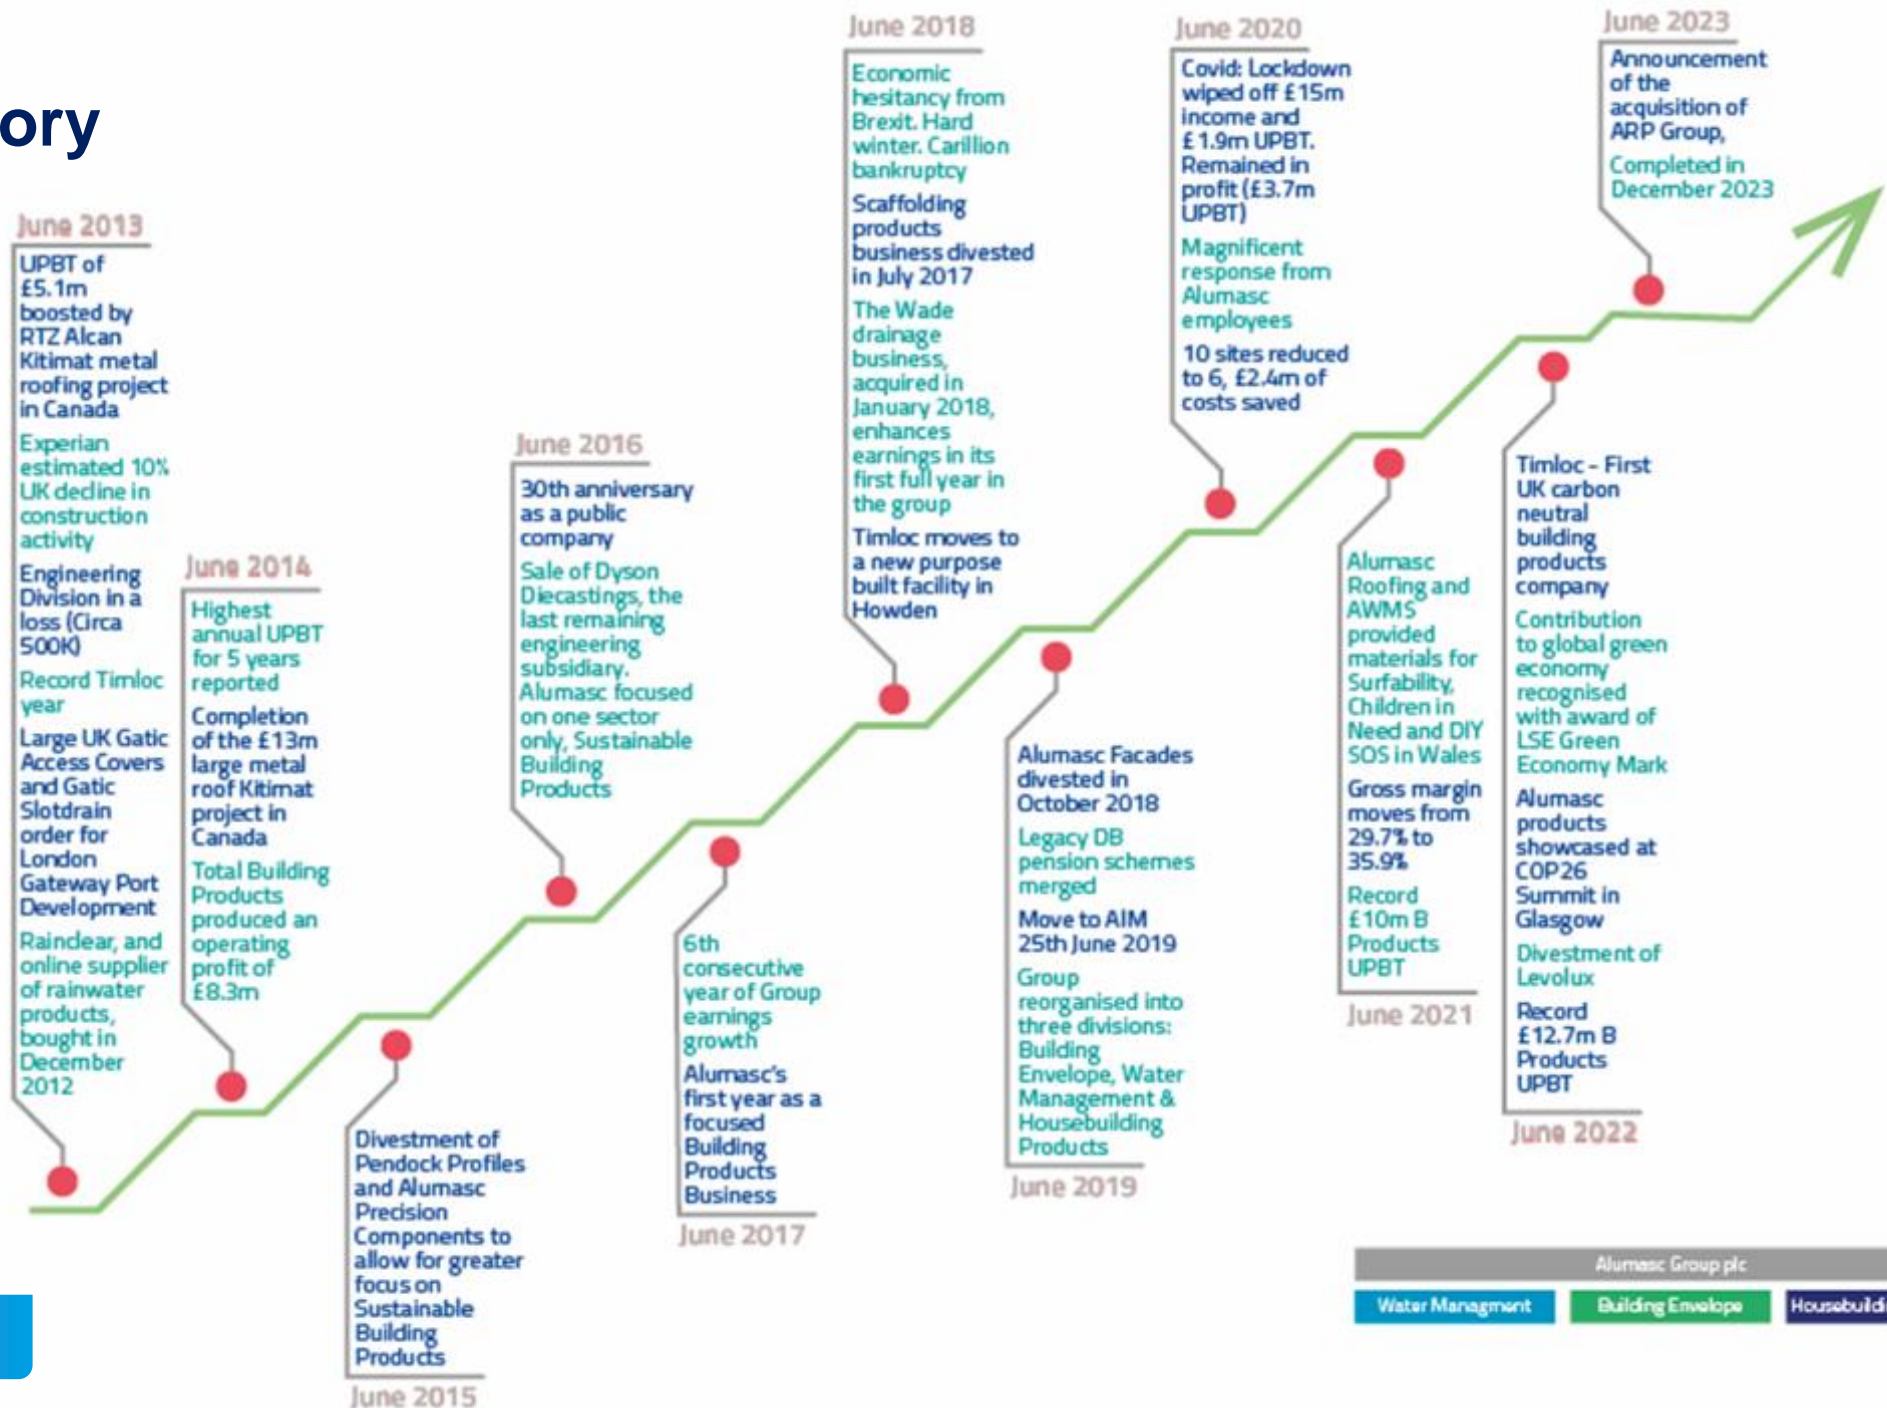 ory
June 2013
UPBT of
£5.1m
boosted by
RTZ Alcan
Kitimat metal
roofing project
in Canada
Experian
estimated 10%
UK decline in
construction
activity
Engineering
Division in a
loss (Circa
500K)
Record Timloc
year
Large UK Gatic
Access Covers
and Gatic
Slotdrain
order for
London
Gateway Port
Development
Rainclear, and
online supplier
of rainwater
products,
bought in
December
2012
June 2014
Highest
annual UPBT
for 5 years
reported
Completion
of the £13m
large metal
roof Kitimat
project in
Canada
Total Building
Products
produced an
operating
profit of
£8.3m
Divestment of
Pendock Profiles
and Alumasc
Precision
Components to
allow for greater
focus on
Sustainable
Building
Products
June 2015
June 2016
30th anniversary
as a public
company
Sale of Dyson
Diecastings, the
last remaining
engineering
subsidiary.
Alumasc focused
on one sector
only, Sustainable
Building
Products
6th
consecutive
year of Group
earnings
growth
Alumasc's
first year as a
focused
Building
Products
Business
June 2017
June 2018
Economic
hesitancy from
Brexit. Hard
winter. Carillion
bankruptcy
Scaffolding
products
business divested
in July 2017
The Wade
drainage
business,
acquired in
January 2018,
enhances
earnings in its
first full year in
the group
Timloc moves to
a new purpose
built facility in
Howden
Alumasc Facades
divested in
October 2018
Legacy DB
pension schemes
merged
Move to AIM
25th June 2019
Group
reorganised into
three divisions:
Building
Envelope, Water
Management &
Housebuilding
Products
June 2019
June 2020
Covid: Lockdown
wiped off £15m
income and
£1.9m UPBT.
Remained in
profit (£3.7m
UPBT)
Magnificent
response from
Alumasc
employees
10 sites reduced
to 6, £2.4m of
costs saved
Alumasc
Roofing and
AWMS
provided
materials for
Surfability,
Children in
Need and DIY
SOS in Wales
Gross margin
moves from
29.7% to
35.9%
Record
£10m B
Products
UPBT
June 2021
Timloc - First
UK carbon
neutral
building
products
company
Contribution
to global green
economy
recognised
with award of
LSE Green
Economy Mark
Alumasc
products
showcased at
COP26
Summit in
Glasgow
Divestment of
Levolux
Record
£12.7m B
Products
UPBT
June 2022
June 2023
Announcement
of the
acquisition of
ARP Group,
Completed in
December 2023
Alumasc Group plc
Water Managment
Building Envelope
Housebuildi